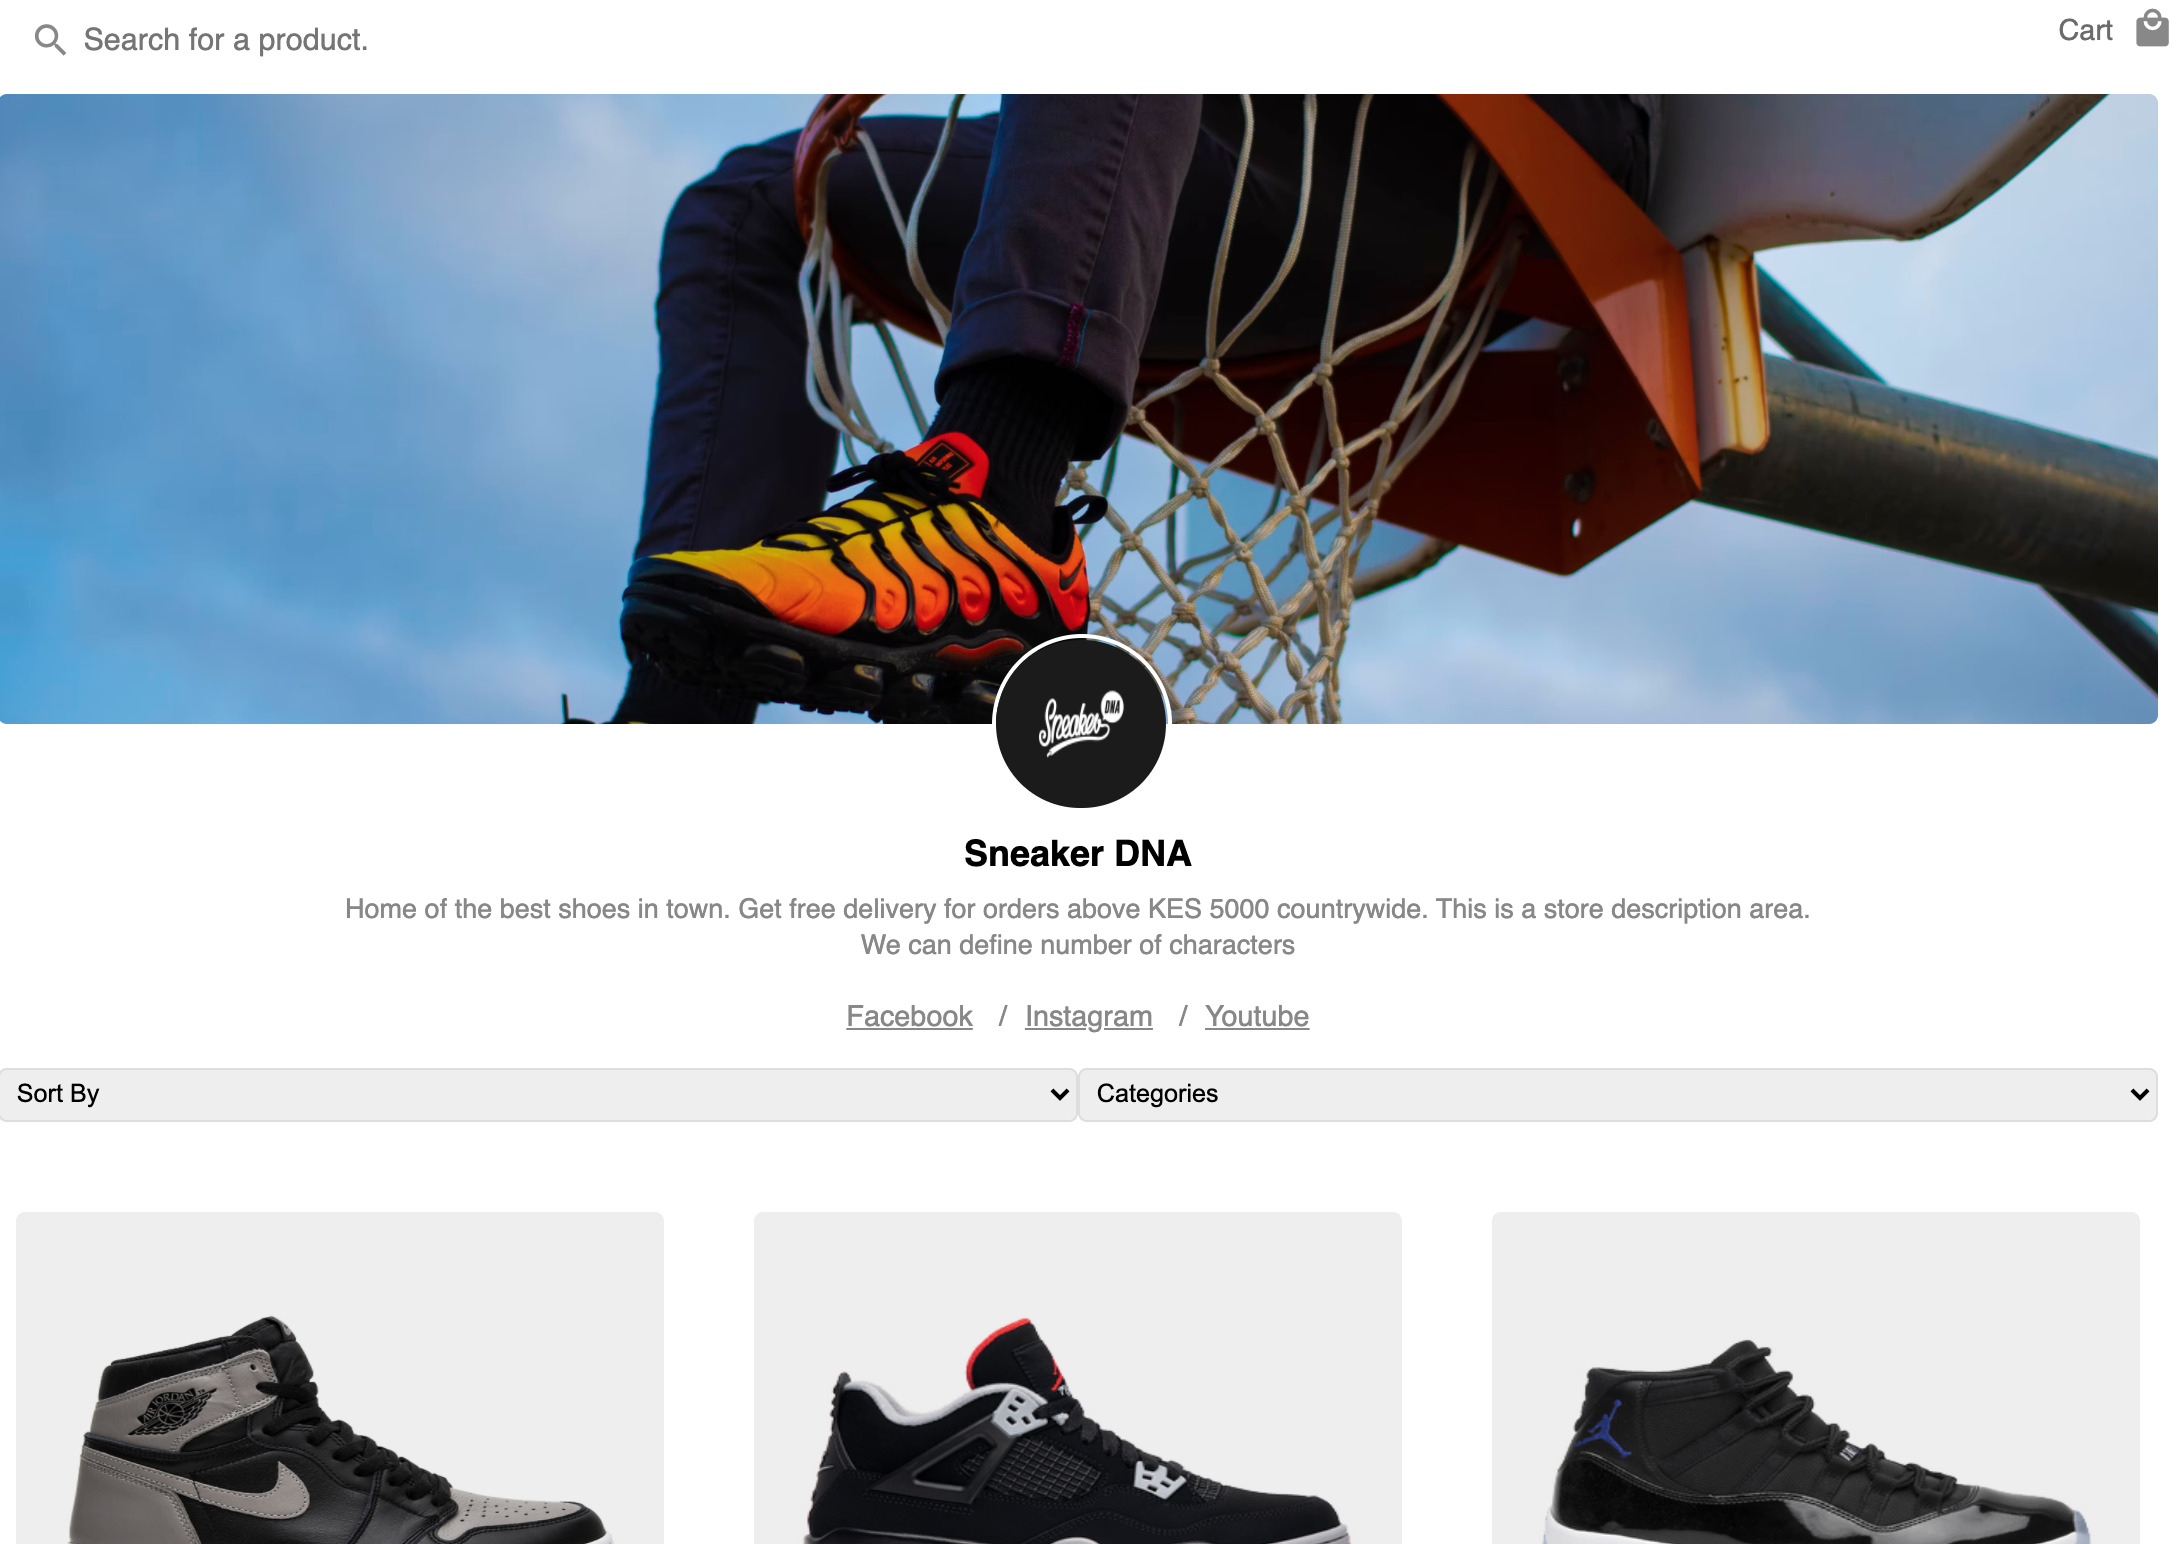 Search for a product.
Cart
Sneaker DNA
Sneaker DNA
Home of the best shoes in town. Get free delivery for orders above KES 5000 countrywide. This is a store description area.
We can define number of characters
Facebook / Instagram / Youtube
Sort By
Categories
AIR JORDAN